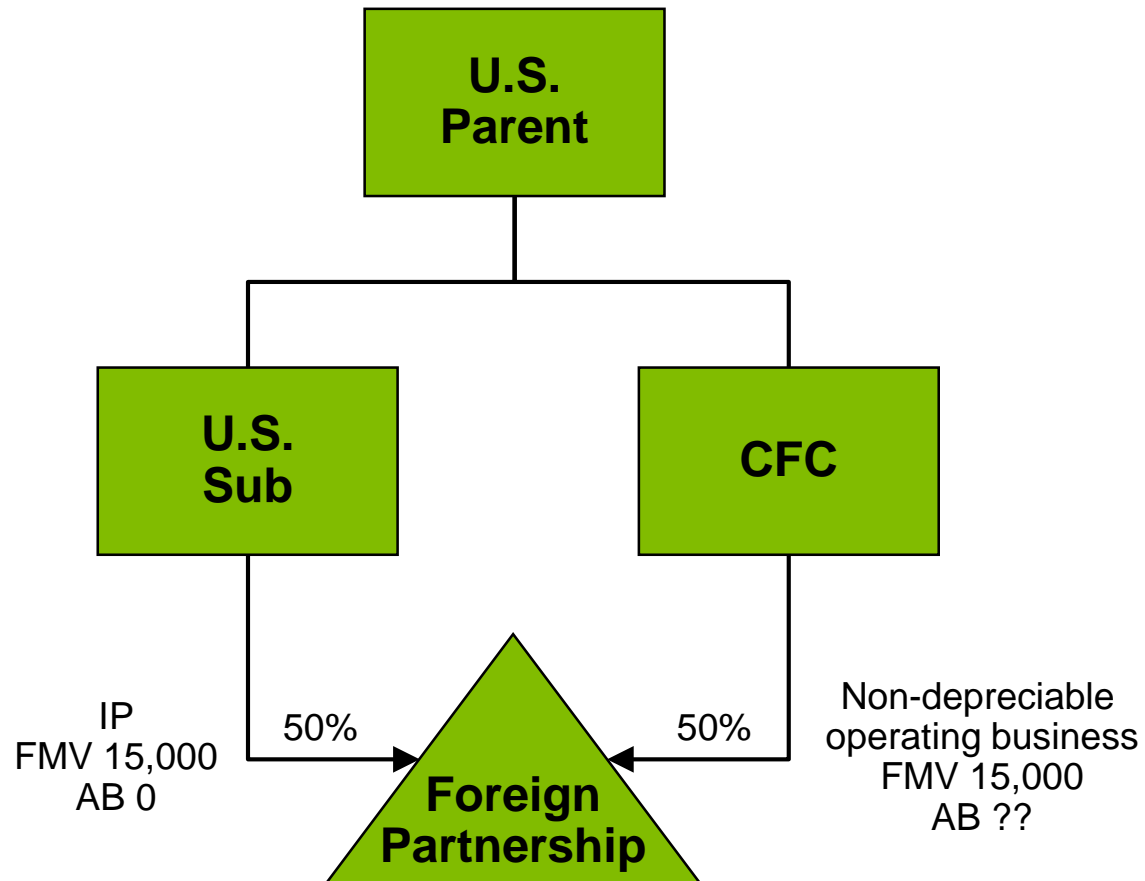 U.S.
Parent
U.S.
Sub
CFC
IP
FMV 15,000
AB 0
50%
50%
Non-depreciable
operating business
FMV 15,000
AB ??
Foreign
Partnership